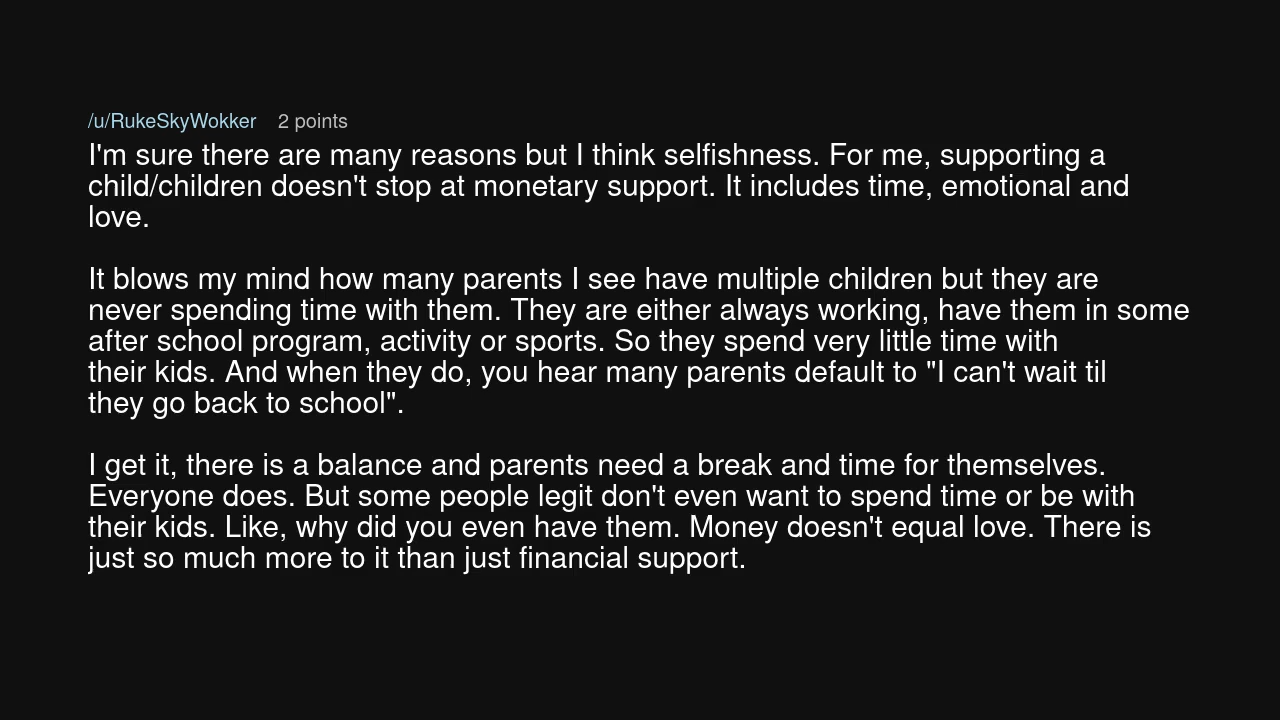 /u/RukeSkyWokker 2 points
I'm sure there are many reasons but I think selfishness. For me, supporting a
child/children doesn't stop at monetary support. It includes time, emotional and
love.
It blows my mind how many parents I see have multiple children but they are
never spending time with them. They are either always working, have them in some
after school program, activity or sports. So they spend very little time with
their kids. And when they do, you hear many parents default to "I can't wait til
they go back to school".
I get it, there is a balance and parents need a break and time for themselves.
Everyone does. But some people legit don't even want to spend time or be with
their kids. Like, why did you even have them. Money doesn't equal love. There is
just so much more to it than just financial support.